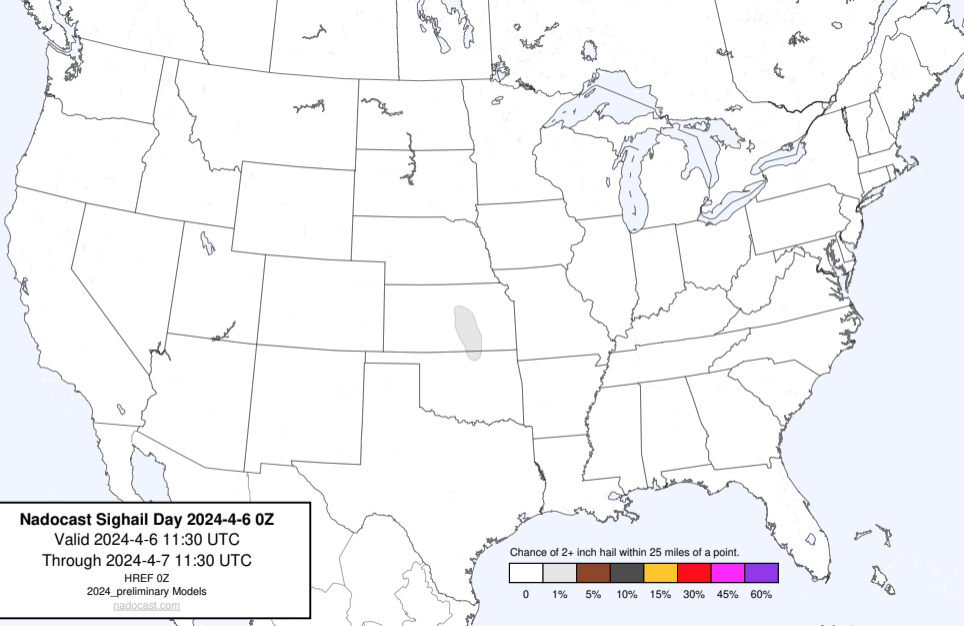 Nadocast Sighail Day 2024-4-6 0Z
Valid 2024-4-6 11:30 UTC
Through 2024-4-7 11:30 UTC
HREF 0Z
2024_preliminary Models
nadocast.com
Chance of 2+ inch hail within 25 miles of a point.
0 1% 5% 10% 15% 30% 45% 60%